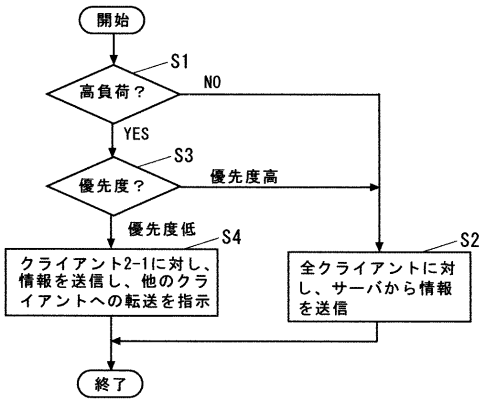 開始
S1
高負荷？
NO
YES
S3
優先度？
優先度高
優先度低
S4
クライアント2-1に対し、
情報を送信し、他のクラ
イアントへの転送を指示
S2
全クライアントに対
し、サーバから情報
を送信
終了